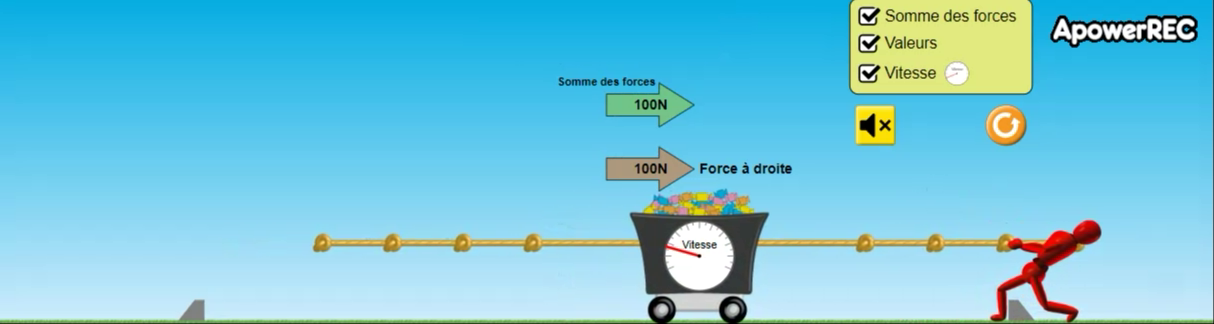 Somme des forces
Valeurs
Vitesse
ApowerREC
Somme des forces
100N
100N Force à droite
Vitesse